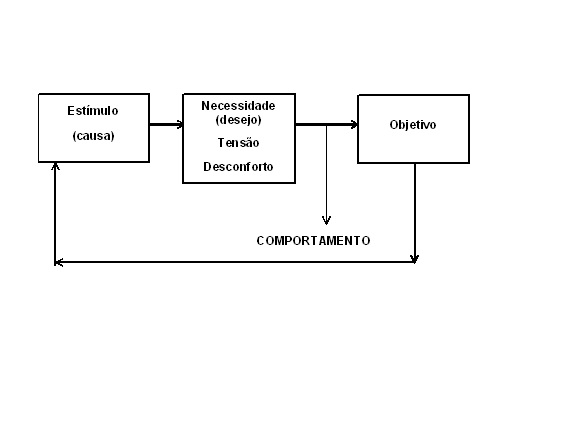 Estímulo
(causa)
Necessidade
(desejo)
Tensão
Desconforto
Objetivo
COMPORTAMENTO